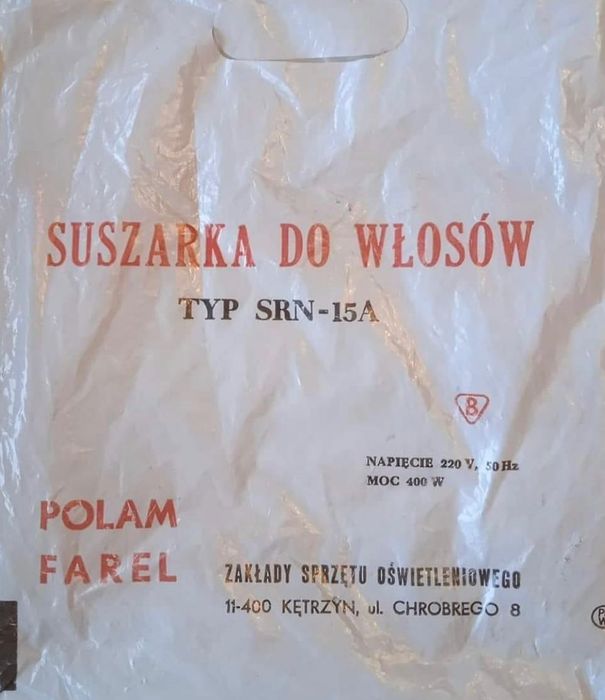 SUSZARKA DO WŁOSÓW
TYP SRN-15A
B
NAPIĘCIE 220 V, 50 Hz
MOC 400 W
POLAM
FAREL
ZAKŁADY SPRZĘTU OŚWIETLENIOWEGO
11-400 KĘTRZYN, ul. CHROBREGO 8